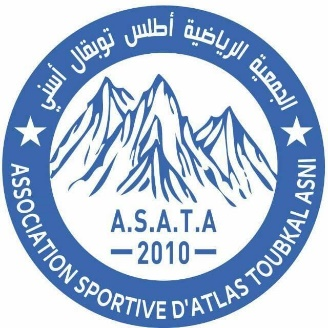 الجمعية الرياضية أطلس توبقال أسني
A.S.A.T.A
2010
ASSOCIATION SPORTIVE D'ATLAS TOUBKAL ASNI